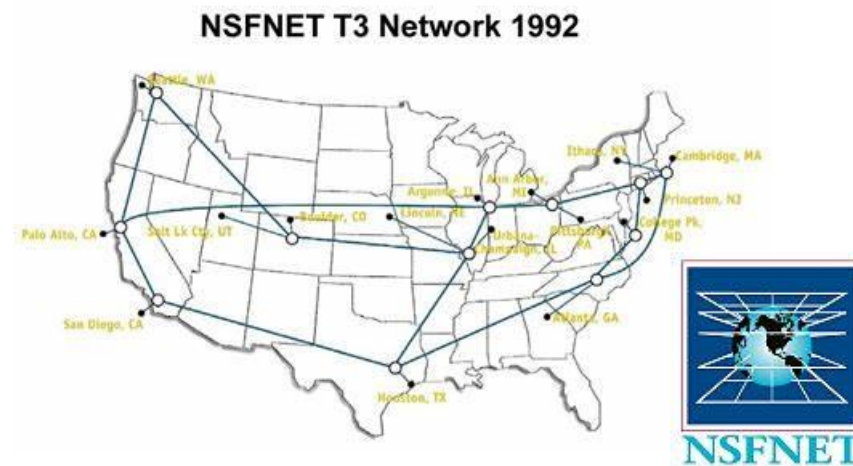 NSFNET T3 Network 1992
Seattle, WA
Ithaca, NY
Cambridge, MA
Ann Arbor,
MI
Argonne, IL
Princeton, NJ
Boulder, CO
Lincoln, NE
Salt Lk Cty, UT
Palo Alto, CA
Urbana-
Champaign, IL
Pittsburgh,
PA
College Pk,
MD
San Diego, CA
Atlanta, GA
Houston, TX
NSFNET